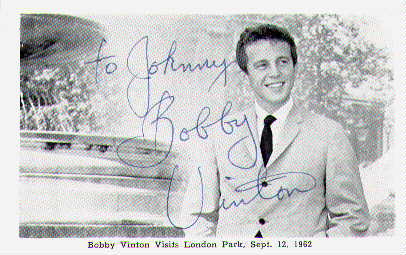 to Johnny
Bobby
Vinton
Bobby Vinton Visits London Park, Sept. 12, 1962